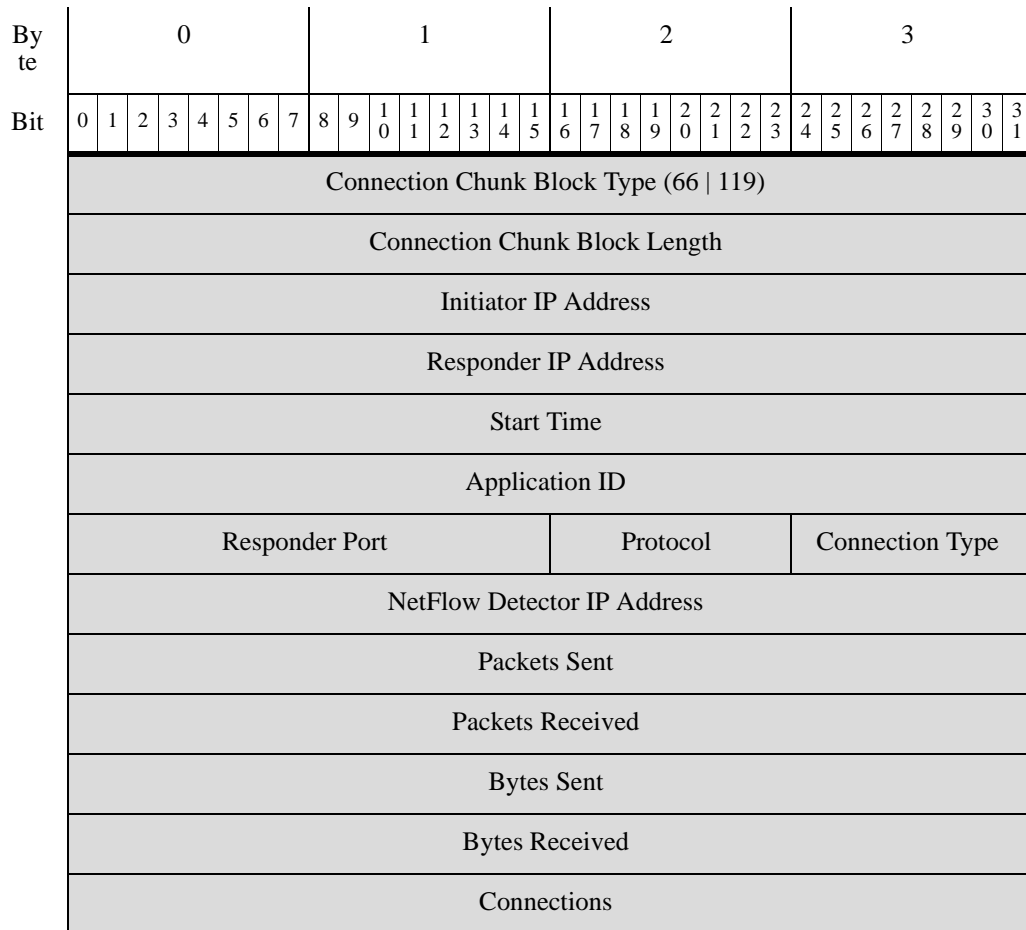 By
te
0 1 2 3
Bit 0 1 2 3 4 5 6 7 8 9 10 11 12 13 14 15 16 17 18 19 20 21 22 23 24 25 26 27 28 29 30 31
Connection Chunk Block Type (66 | 119)
Connection Chunk Block Length
Initiator IP Address
Responder IP Address
Start Time
Application ID
Responder Port Protocol Connection Type
NetFlow Detector IP Address
Packets Sent
Packets Received
Bytes Sent
Bytes Received
Connections